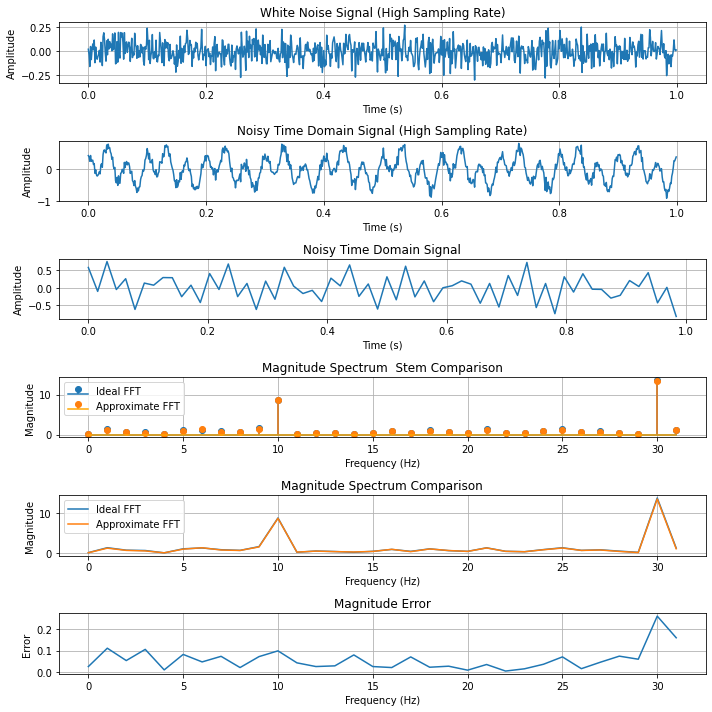 White Noise Signal (High Sampling Rate)
0.25
0.00
−0.25
Amplitude
0.0 0.2 0.4 0.6 0.8 1.0
Time (s)
Noisy Time Domain Signal (High Sampling Rate)
0
−1
Amplitude
0.0 0.2 0.4 0.6 0.8 1.0
Time (s)
Noisy Time Domain Signal
0.5
0.0
−0.5
Amplitude
0.0 0.2 0.4 0.6 0.8 1.0
Time (s)
Magnitude Spectrum  Stem Comparison
10
0
Magnitude
Ideal FFT
Approximate FFT
0 5 10 15 20 25 30
Frequency (Hz)
Magnitude Spectrum Comparison
10
0
Magnitude
Ideal FFT
Approximate FFT
0 5 10 15 20 25 30
Frequency (Hz)
Magnitude Error
0.2
0.1
0.0
Error
0 5 10 15 20 25 30
Frequency (Hz)